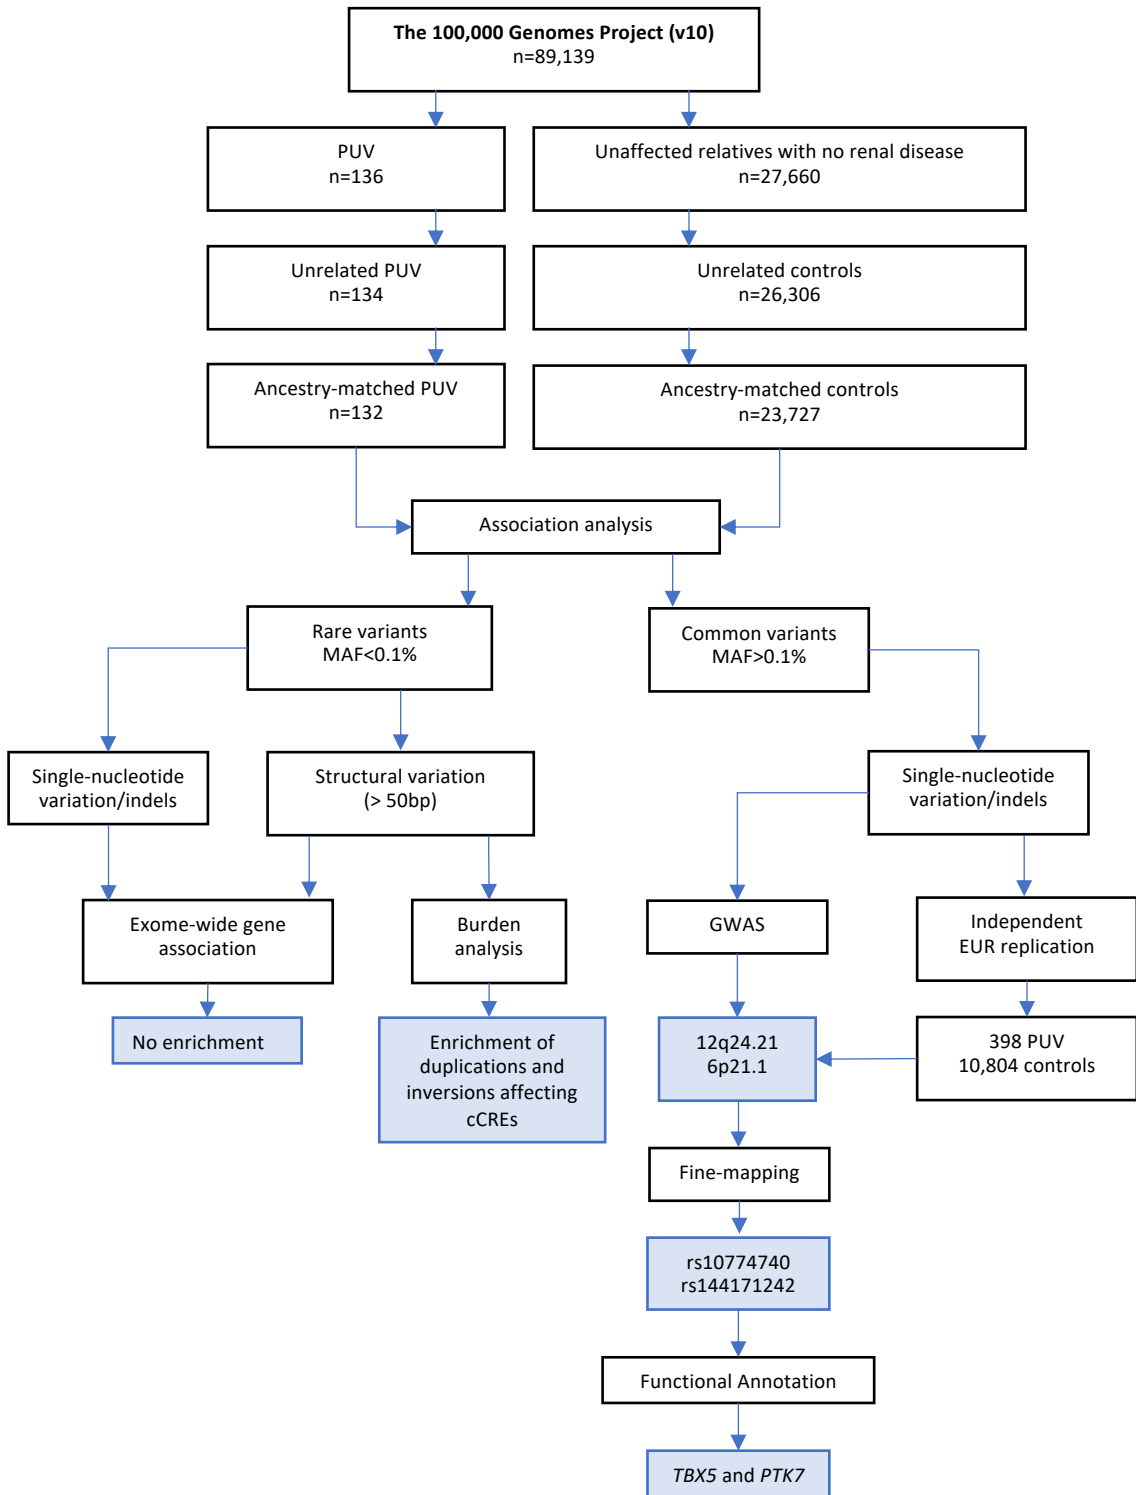 The 100,000 Genomes Project (v10)
n=89,139
PUV
n=136
Unaffected relatives with no renal disease
n=27,660
Unrelated PUV
n=134
Unrelated controls
n=26,306
Ancestry-matched PUV
n=132
Ancestry-matched controls
n=23,727
Association analysis
Rare variants
MAF<0.1%
Common variants
MAF>0.1%
Single-nucleotide
variation/indels
Structural variation
(> 50bp)
Single-nucleotide
variation/indels
Exome-wide gene
association
Burden
analysis
GWAS
Independent
EUR replication
No enrichment
Enrichment of
duplications and
inversions affecting
cCREs
12q24.21
6p21.1
398 PUV
10,804 controls
Fine-mapping
rs10774740
rs144171242
Functional Annotation
TBX5 and PTK7